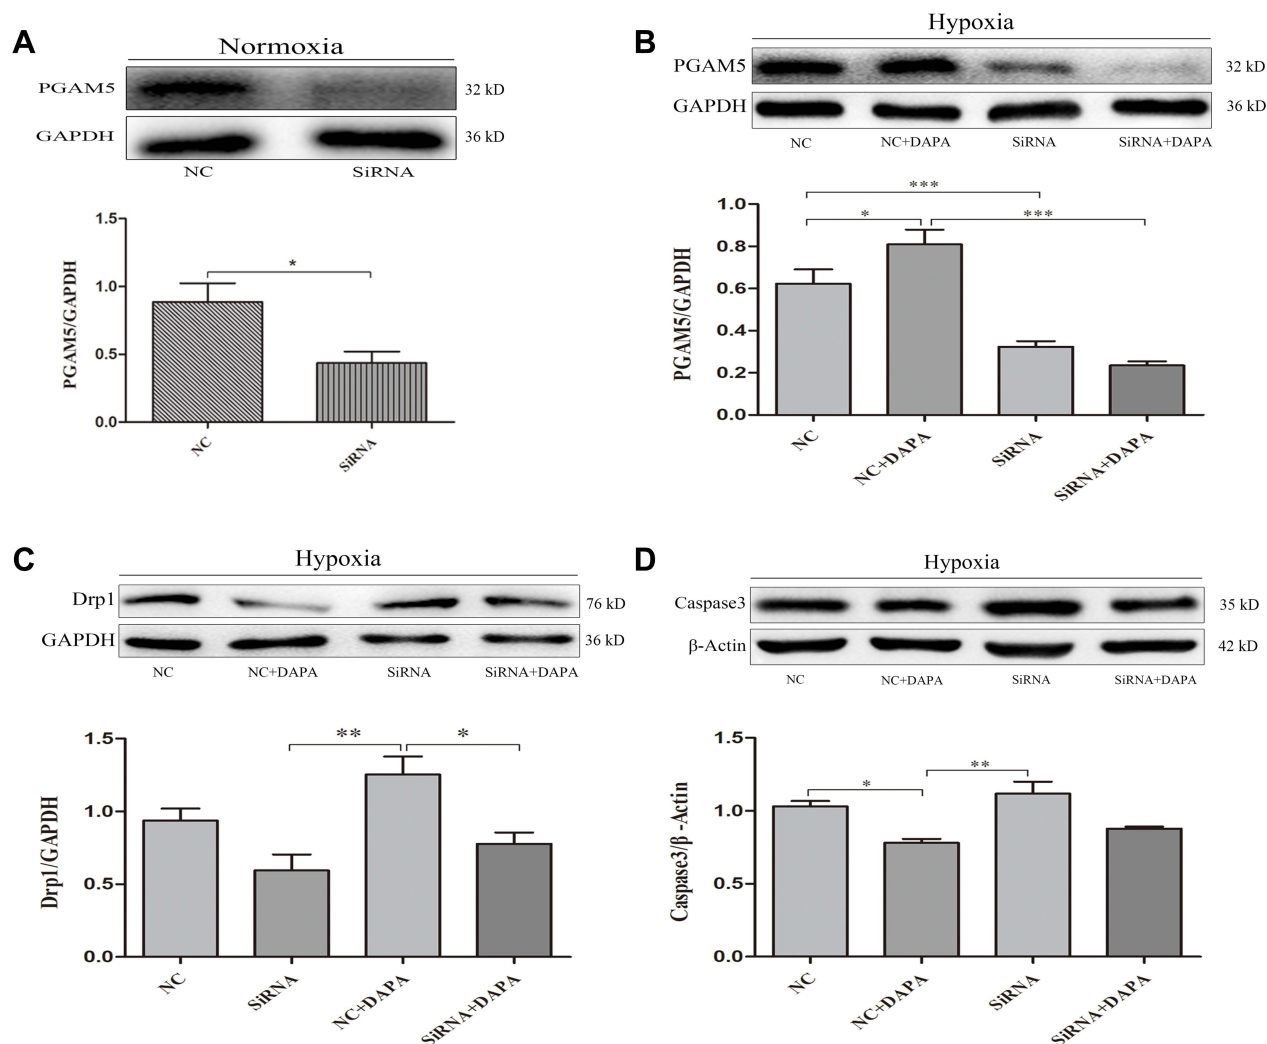 A
Normoxia
PGAM5
32 kD
GAPDH
36 kD
NC
SiRNA
PGAM5/GAPDH
1.5
1.0
0.5
0.0
*
NC
SiRNA
B
Hypoxia
PGAM5
32 kD
GAPDH
36 kD
NC
NC+DAPA
SiRNA
SiRNA+DAPA
PGAM5/GAPDH
1.0
0.8
0.6
0.4
0.2
0.0
***
*
***
NC
NC+DAPA
SiRNA
SiRNA+DAPA
C
Hypoxia
Drp1
76 kD
GAPDH
36 kD
NC
NC+DAPA
SiRNA
SiRNA+DAPA
Drp1/GAPDH
1.5
1.0
0.5
0.0
**
*
NC
SiRNA
NC+DAPA
SiRNA+DAPA
D
Hypoxia
Caspase3
35 kD
β-Actin
42 kD
NC
NC+DAPA
SiRNA
SiRNA+DAPA
Caspase3/β -Actin
1.5
1.0
0.5
0.0
*
**
NC
NC+DAPA
SiRNA
SiRNA+DAPA